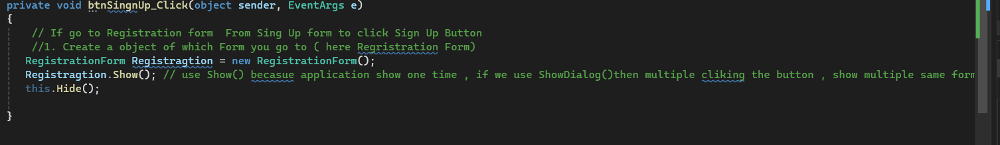 private void btnSingnUp_Click(object sender, EventArgs e)
{
// If go to Registration form  From Sing Up form to click Sign Up Button
//1. Create a object of which Form you go to ( here Regristration Form)
RegistrationForm Registragtion = new RegistrationForm();
Registragtion.Show(); // use Show() becasue application show one time , if we use ShowDialog()then multiple cliking the button , show multiple same form
this.Hide();
}